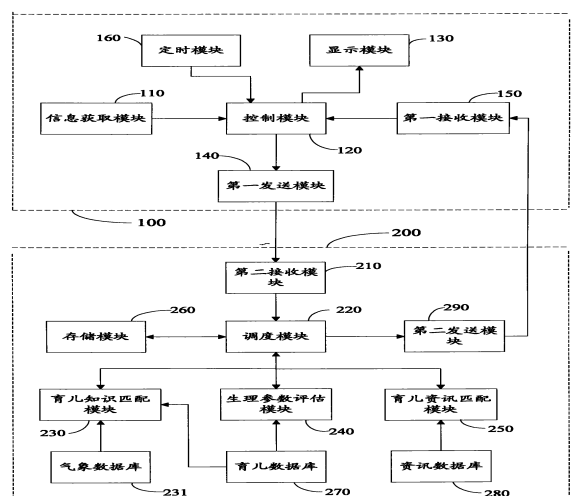 160
定时模块
显示模块
130
110
150
信息获取模块
控制模块
第一接收模块
120
140
第一发送模块
100
200
第二接收模
块
210
260
220
290
存储模块
调度模块
第二发送模
块
育儿知识匹配
模块
生理参数评估
模块
育儿资讯匹配
模块
230
240
250
气象数据库
育儿数据库
资讯数据库
231
270
280